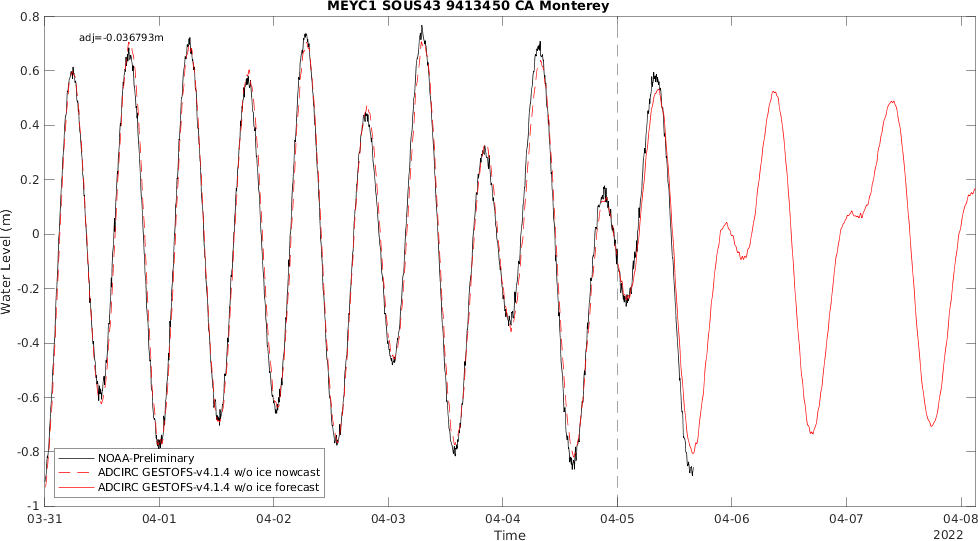 MEYC1 SOUS43 9413450 CA Monterey
adj=-0.036793m
0.8
0.6
0.4
0.2
0
-0.2
-0.4
-0.6
-0.8
-1
Water Level (m)
NOAA-Preliminary
ADCIRC GESTOFS-v4.1.4 w/o ice nowcast
ADCIRC GESTOFS-v4.1.4 w/o ice forecast
03-31 04-01 04-02 04-03 04-04 04-05 04-06 04-07 04-08
Time
2022